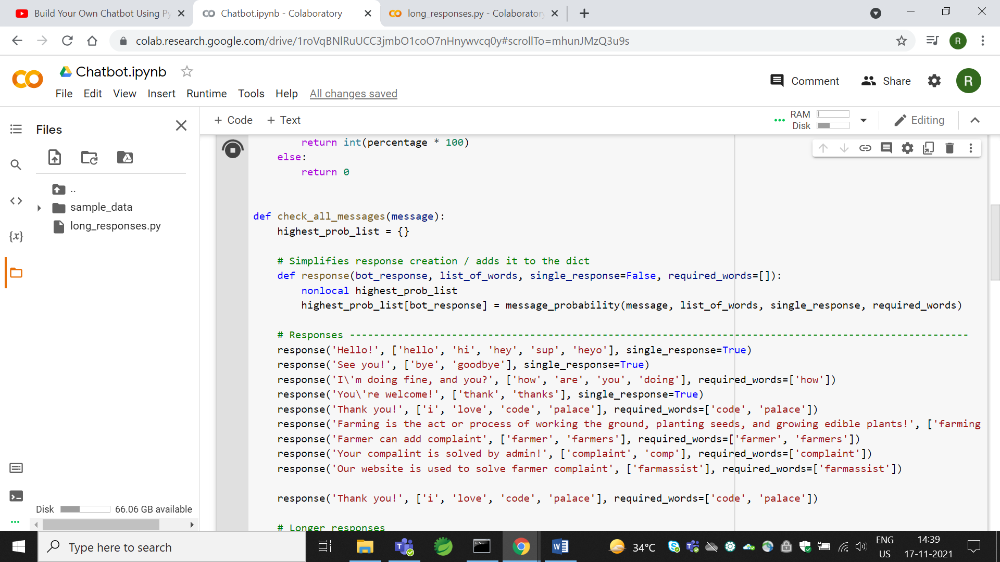 Build Your Own Chatbot Using Py
Chatbot.ipynb - Colaboratory
long_responses.py - Colaboratory
colab.research.google.com/drive/1roVqBNlRuUCC3jmbO1coO7nHnywvcq0y#scrollTo=mhunJMzQ3u9s
R
Chatbot.ipynb
File Edit View Insert Runtime Tools Help All changes saved
Comment Share R
Files
+ Code + Text
RAM
Disk
Editing
..
sample_data
long_responses.py
{x}
return int(percentage * 100)
else:
return 0
def check_all_messages(message):
highest_prob_list = {}
# Simplifies response creation / adds it to the dict
def response(bot_response, list_of_words, single_response=False, required_words=[]):
nonlocal highest_prob_list
highest_prob_list[bot_response] = message_probability(message, list_of_words, single_response, required_words)
# Responses -------------------------------------------------------------------------------------------------------
response('Hello!', ['hello', 'hi', 'hey', 'sup', 'heyo'], single_response=True)
response('See you!', ['bye', 'goodbye'], single_response=True)
response('I\'m doing fine, and you?', ['how', 'are', 'you', 'doing'], required_words=['how'])
response('You\'re welcome!', ['thank', 'thanks'], single_response=True)
response('Thank you!', ['i', 'love', 'code', 'palace'], required_words=['code', 'palace'])
response('Farming is the act or process of working the ground, planting seeds, and growing edible plants!', ['farming
response('Farmer can add complaint', ['farmer', 'farmers'], required_words=['farmer', 'farmers'])
response('Your compalint is solved by admin!', ['complaint', 'comp'], required_words=['complaint'])
response('Our website is used to solve farmer complaint', ['farmassist'], required_words=['farmassist'])
response('Thank you!', ['i', 'love', 'code', 'palace'], required_words=['code', 'palace'])
# Longer responses
Disk 66.06 GB available
Type here to search
34°C
ENG
US
14:39
17-11-2021